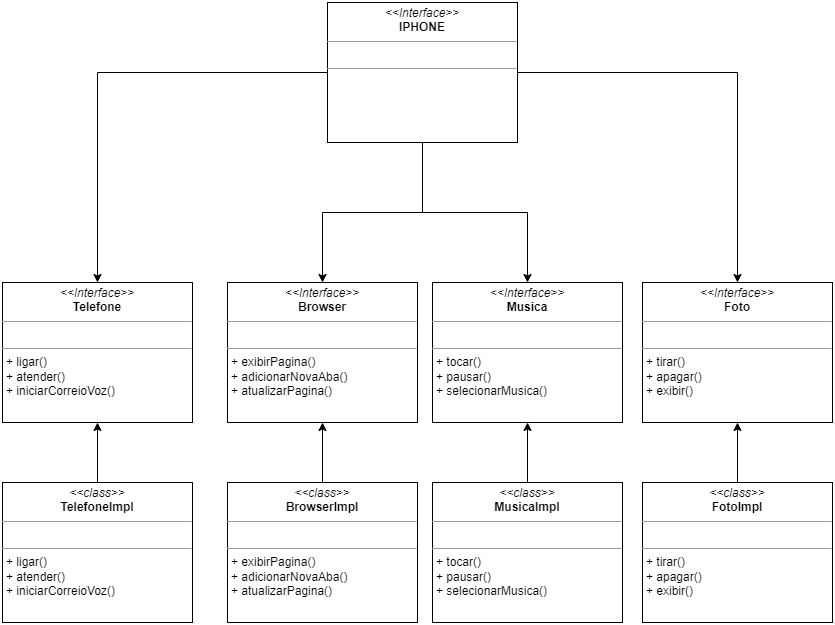 <<Interface>>
IPHONE
<<Interface>>
Telefone
+ ligar()
+ atender()
+ iniciarCorreioVoz()
<<Interface>>
Browser
+ exibirPagina()
+ adicionarNovaAba()
+ atualizarPagina()
<<Interface>>
Musica
+ tocar()
+ pausar()
+ selecionarMusica()
<<Interface>>
Foto
+ tirar()
+ apagar()
+ exibir()
<<class>>
TelefoneImpl
+ ligar()
+ atender()
+ iniciarCorreioVoz()
<<class>>
BrowserImpl
+ exibirPagina()
+ adicionarNovaAba()
+ atualizarPagina()
<<class>>
MusicaImpl
+ tocar()
+ pausar()
+ selecionarMusica()
<<class>>
FotoImpl
+ tirar()
+ apagar()
+ exibir()